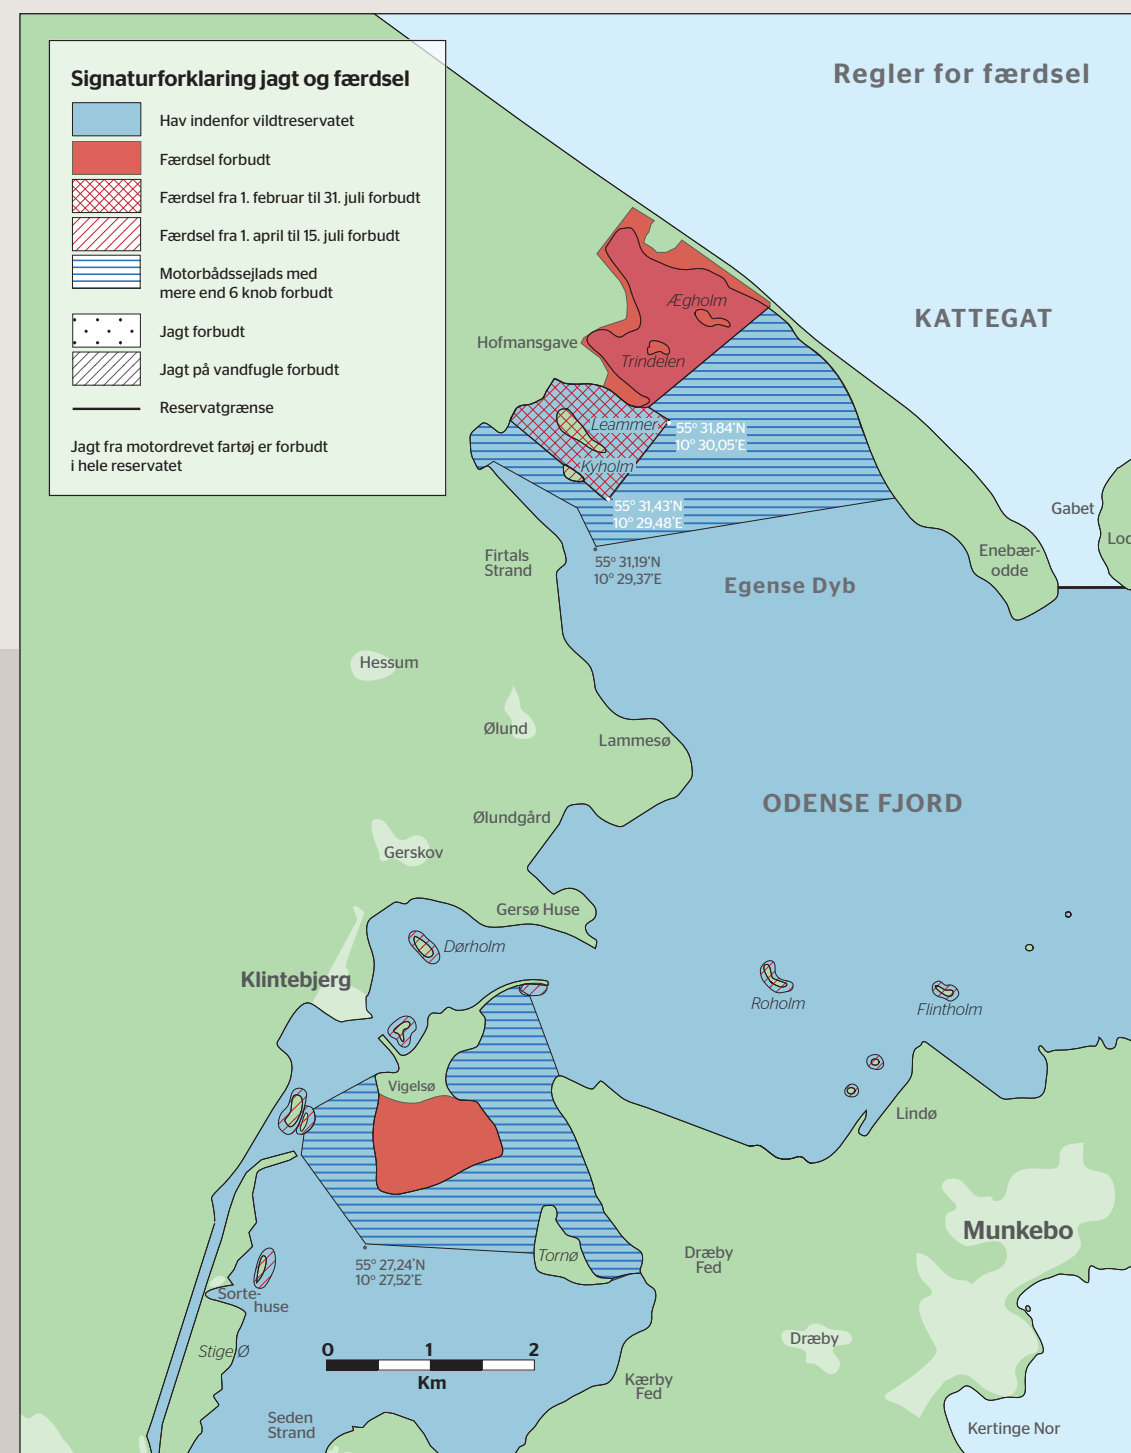 Regler for færdsel
Signaturforklaring jagt og færdsel
Hav indenfor vildtreservatet
Færdsel forbudt
Færdsel fra 1. februar til 31. juli forbudt
Færdsel fra 1. april til 15. juli forbudt
Motorbådssejlads med
mere end 6 knob forbudt
Jagt forbudt
Jagt på vandfugle forbudt
Reservatgrænse
Jagt fra motordrevet fartøj er forbudt
i hele reservatet
Ægholm
KATTEGAT
Hofmansgave
Trindelen
Leammer
55° 31,84'N
10° 30,05'E
Kyholm
55° 31,43'N
10° 29,48'E
Gabet
Lod
Firtals
Strand
55° 31,19'N
10° 29,37'E
Enebær-
odde
Egense Dyb
Hessum
Ølund
Lammesø
ODENSE FJORD
Ølundgård
Gerskov
Gersø Huse
Dørholm
Klintebjerg
Roholm
Flintholm
Vigelsø
Lindø
Munkebo
Tornø
Dræby
Fed
55° 27,24'N
10° 27,52'E
Sorte-
huse
Stige Ø
0 1 2
Km
Dræby
Kærby
Fed
Seden
Strand
Kertinge Nor